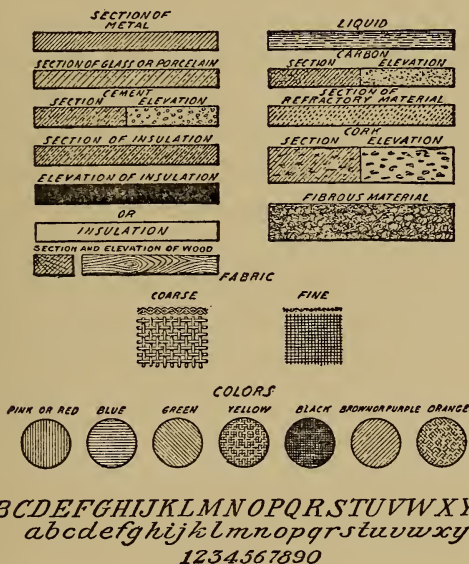 SECTION OF
METAL
SECTION OF GLASS OR PORCELAIN
CEMENT
SECTION ELEVATION
SECTION OF INSULATION
ELEVATION OF INSULATION
OR
INSULATION
SECTION AND ELEVATION OF WOOD
LIQUID
CARBON
SECTION ELEVATION
SECTION OF
REFRACTORY MATERIAL
CORK
SECTION ELEVATION
FIBROUS MATERIAL
FABRIC
COARSE FINE
COLORS
PINK OR RED BLUE GREEN YELLOW BLACK BROWN OR PURPLE ORANGE
BCDEFGHIJKLMNOPQRSTUVWXY
abcdefghijklmnopqrstuvwxy
1234567890